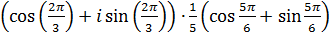 (cos(2π/3) + i sin(2π/3)) · 1/5(cos 5π/6 + sin 5π/6)